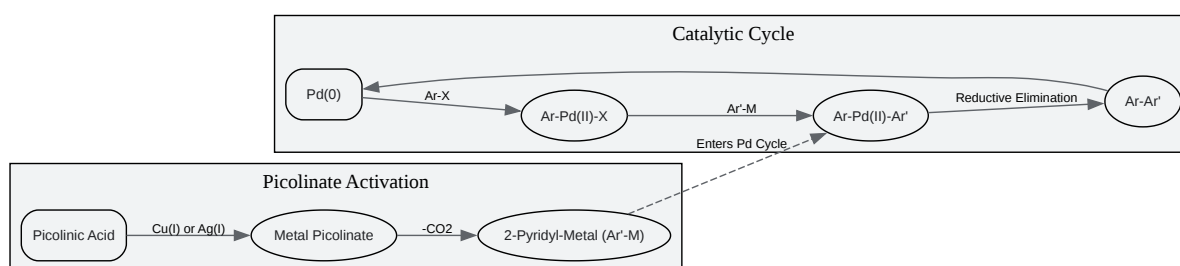 Catalytic Cycle
Pd(0)
Ar-X
Ar-Pd(II)-X
Ar'-M
Ar-Pd(II)-Ar'
Reductive Elimination
Ar-Ar'
Enters Pd Cycle
Picolinate Activation
Picolinic Acid
Cu(I) or Ag(I)
Metal Picolinate
-CO2
2-Pyridyl-Metal (Ar'-M)